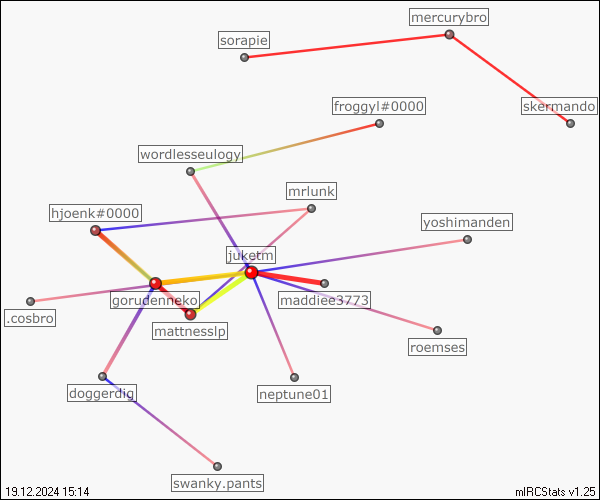 mercurybro
sorapie
skermando
froggyl#0000
wordlesseulogy
mrlunk
hjoenk#0000
yoshimanden
juketm
gorudenneko
maddiee3773
.cosbro
mattnesslp
roemses
doggerdig
neptune01
swanky.pants
19.12.2024 15:14
mIRCStats v1.25